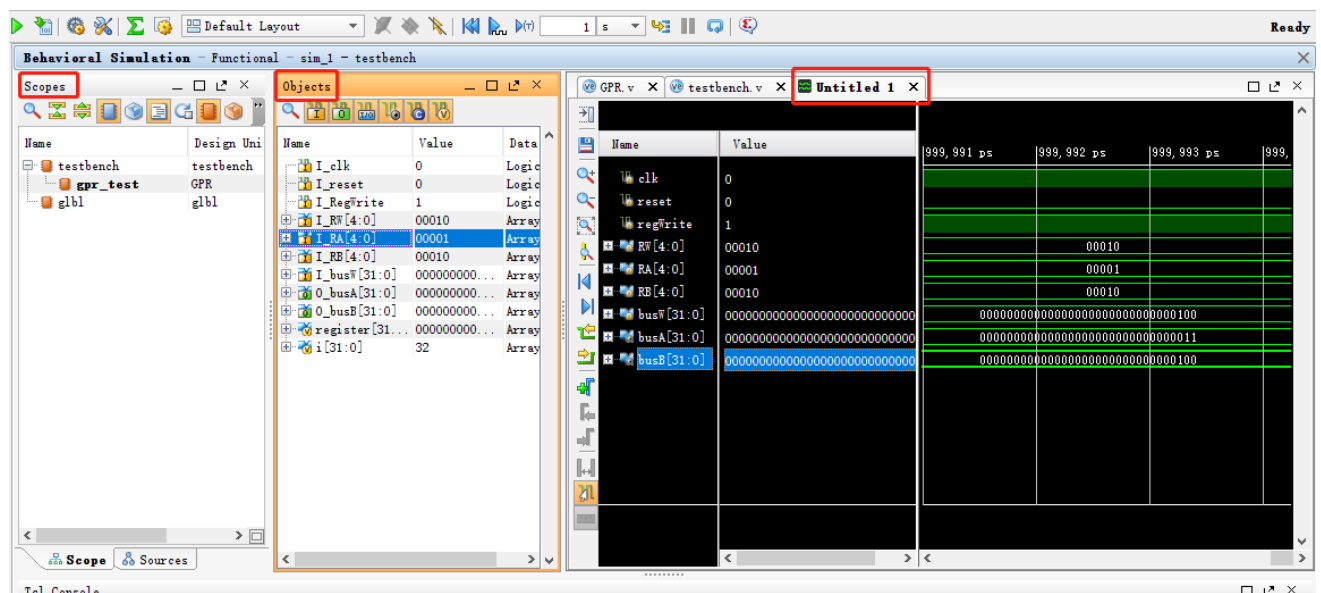 Default Layout
(T)
1 s
Ready
Behavioral Simulation - Functional - sim_1 - testbench
Scopes
Name Design Uni
testbench testbench
gpr_test GPR
glbl glbl
Scope Sources
Objects
Name Value Data
I_clk 0 Logic
I_reset 0 Logic
I_RegWrite 1 Logic
I_RW[4:0] 00010 Array
I_RA[4:0] 00001 Array
I_RB[4:0] 00010 Array
I_busW[31:0] 000000000... Array
O_busA[31:0] 000000000... Array
O_busB[31:0] 000000000... Array
register[31... 000000000... Array
i[31:0] 32 Array
GPR.v testbench.v Untitled 1
Name Value
999,991 ps 999,992 ps 999,993 ps 999,
clk 0
reset 0
regWrite 1
RW[4:0] 00010 00010
RA[4:0] 00001 00001
RB[4:0] 00010 00010
busW[31:0] 0000000000000000000000000000 00000000000000000000000000000100
busA[31:0] 0000000000000000000000000000 00000000000000000000000000000011
busB[31:0] 0000000000000000000000000000 00000000000000000000000000000100
Tcl Console